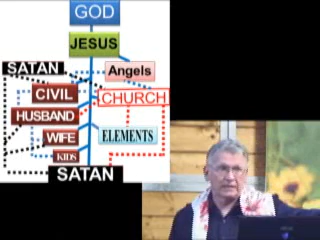 GOD
JESUS
SATAN
Angels
CIVIL
CHURCH
HUSBAND
WIFE
ELEMENTS
KIDS
SATAN